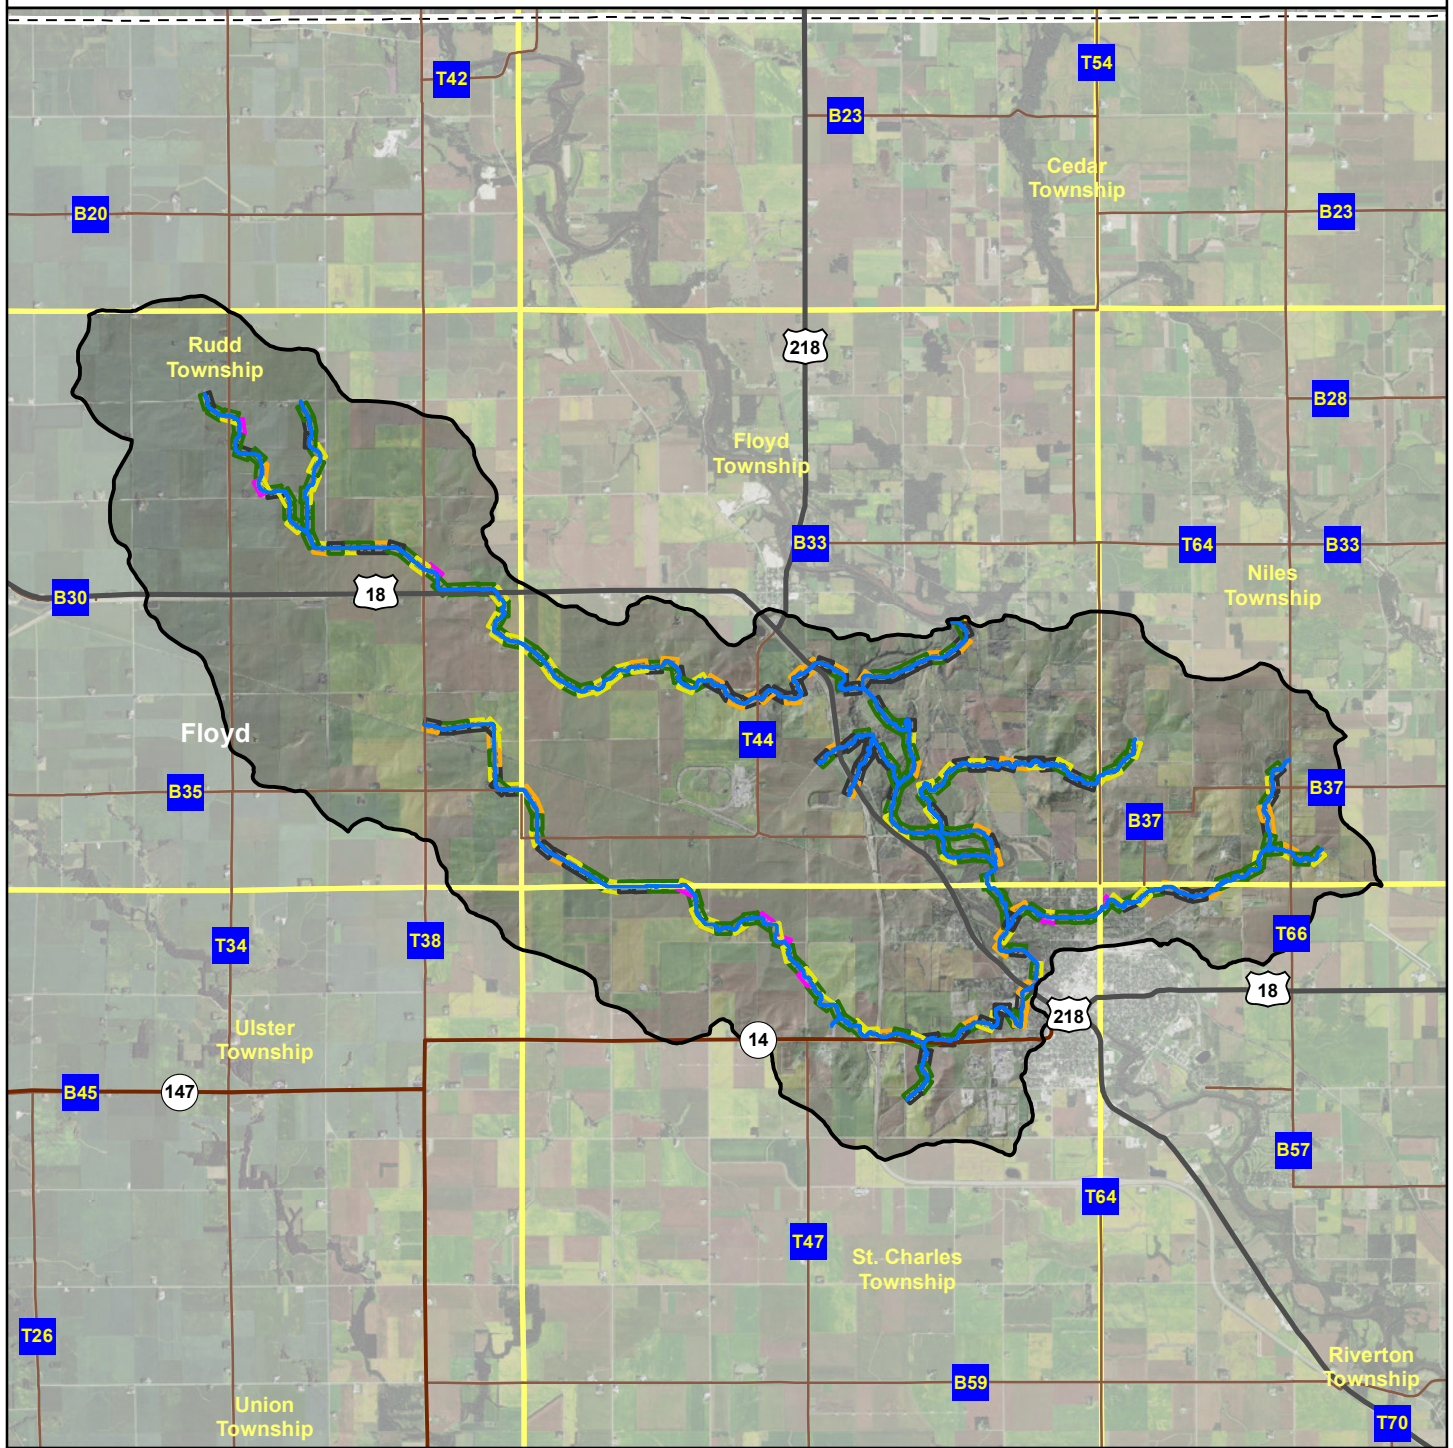 T42
T54
B23
Cedar
Township
B20
B23
Rudd
Township
218
B28
Floyd
Township
B33
T64
B33
Niles
Township
B30
18
Floyd
T44
B35
B37
B37
T34
T38
T66
18
218
Ulster
Township
14
B45
147
B57
T64
T47
St. Charles
Township
T26
Riverton
Township
B59
Union
Township
T70